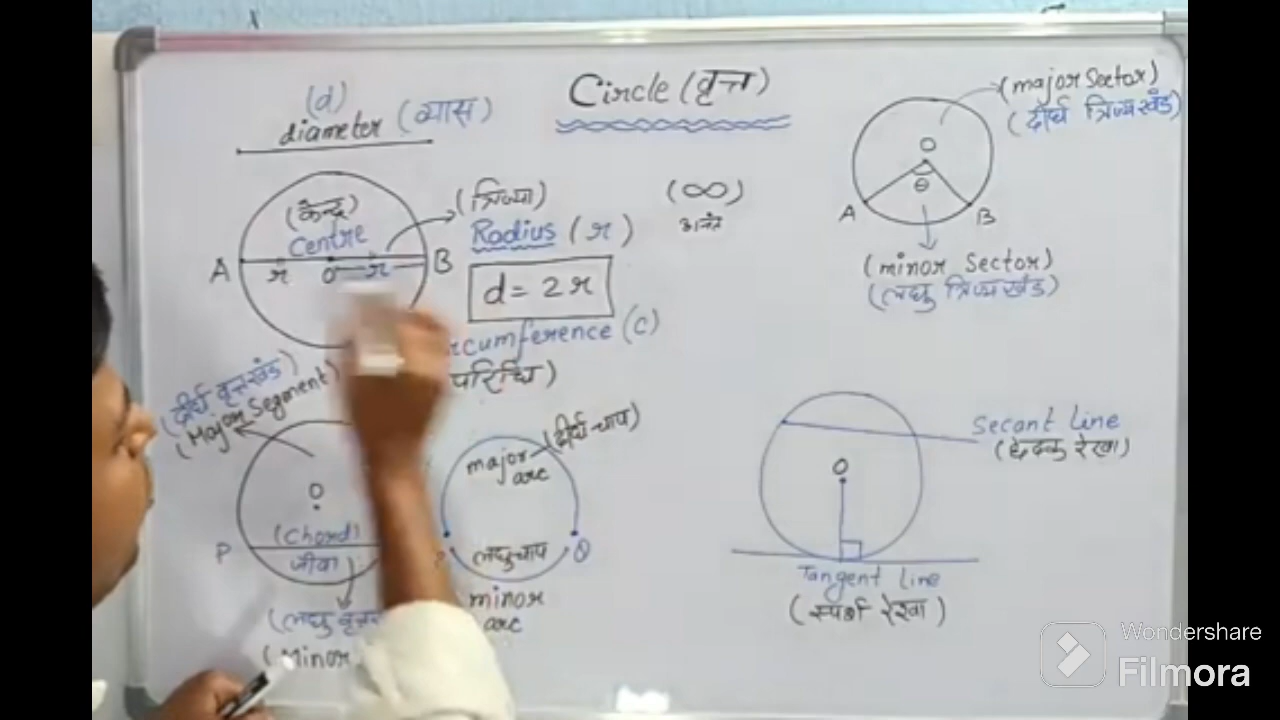 Circle (वृत्त)
(d)
diameter (व्यास)
(केन्द्र)
Centre
A
r
O
r
B
(त्रिज्या)
Radius (r)
d = 2r
rcumference (C)
परिधि)
(∞)
अनंत
(major Sector)
(दीर्घ त्रिज्यखंड)
O
θ
A
B
(minor Sector)
(लघु त्रिज्यखंड)
(दीर्घ वृत्तखंड)
(Major Segment)
O
(Chord)
P
जीवा
(लघु
(Minor
major
arc
(दीर्घ चाप)
लघुचाप
Q
minor
arc
Secant line
(छेदक रेखा)
O
Tangent line
(स्पर्श रेखा)
Wondershare
Filmora